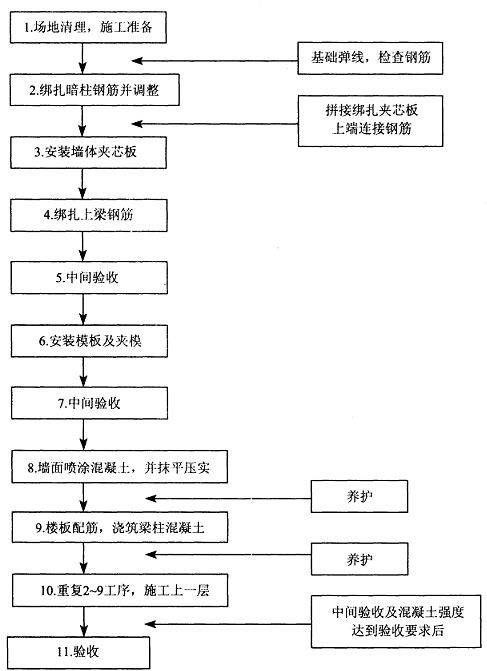 1.场地清理，施工准备
基础弹线，检查钢筋
2.绑扎暗柱钢筋并调整
拼接绑扎夹芯板
上端连接钢筋
3.安装墙体夹芯板
4.绑扎上梁钢筋
5.中间验收
6.安装模板及夹模
7.中间验收
8.墙面喷涂混凝土，并抹平压实
养护
9.楼板配筋，浇筑梁柱混凝土
养护
10.重复2~9工序，施工上一层
中间验收及混凝土强度
达到验收要求后
11.验收